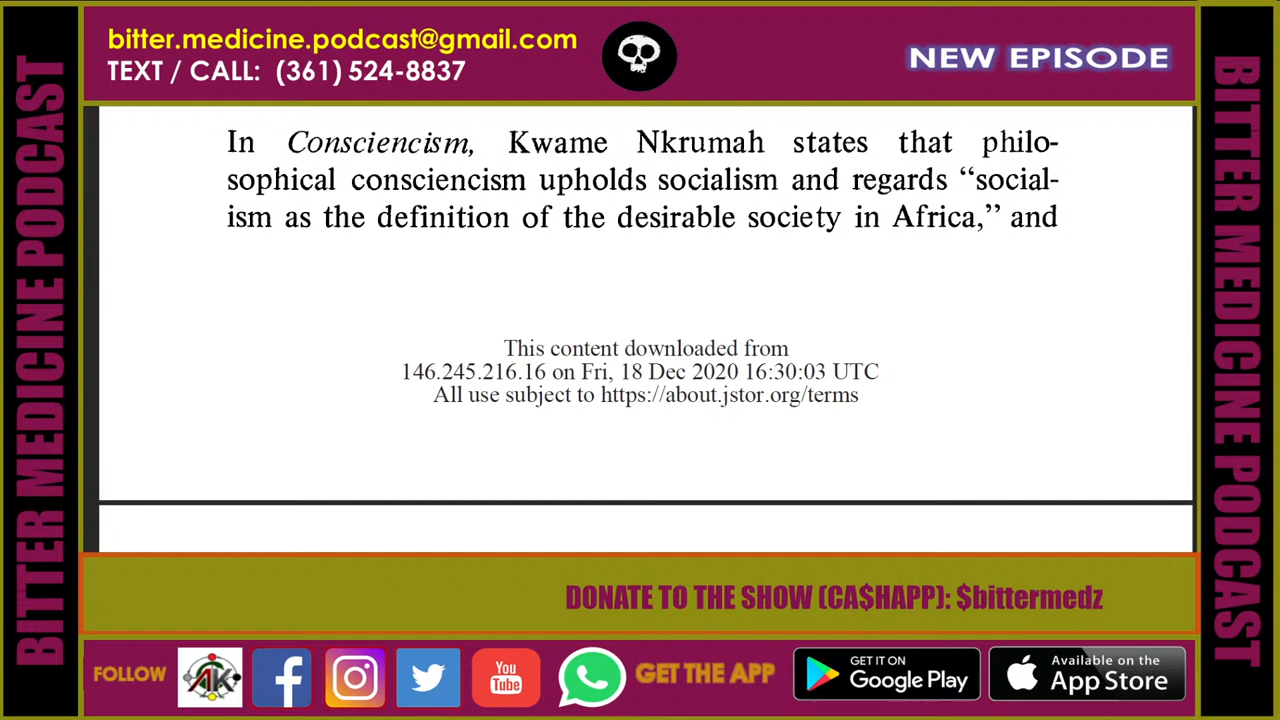 bitter.medicine.podcast@gmail.com
TEXT / CALL: (361) 524-8837
NEW EPISODE
BITTER MEDICINE PODCAST
In Consciencism, Kwame Nkrumah states that philo-
sophical consciencism upholds socialism and regards “social-
ism as the definition of the desirable society in Africa,” and
This content downloaded from
146.245.216.16 on Fri, 18 Dec 2020 16:30:03 UTC
All use subject to https://about.jstor.org/terms
BITTER MEDICINE PODCAST
DONATE TO THE SHOW (CA$HAPP): $bittermedz
FOLLOW
ATK
You
Tube
GET THE APP
GET IT ON
Google Play
Available on the
App Store